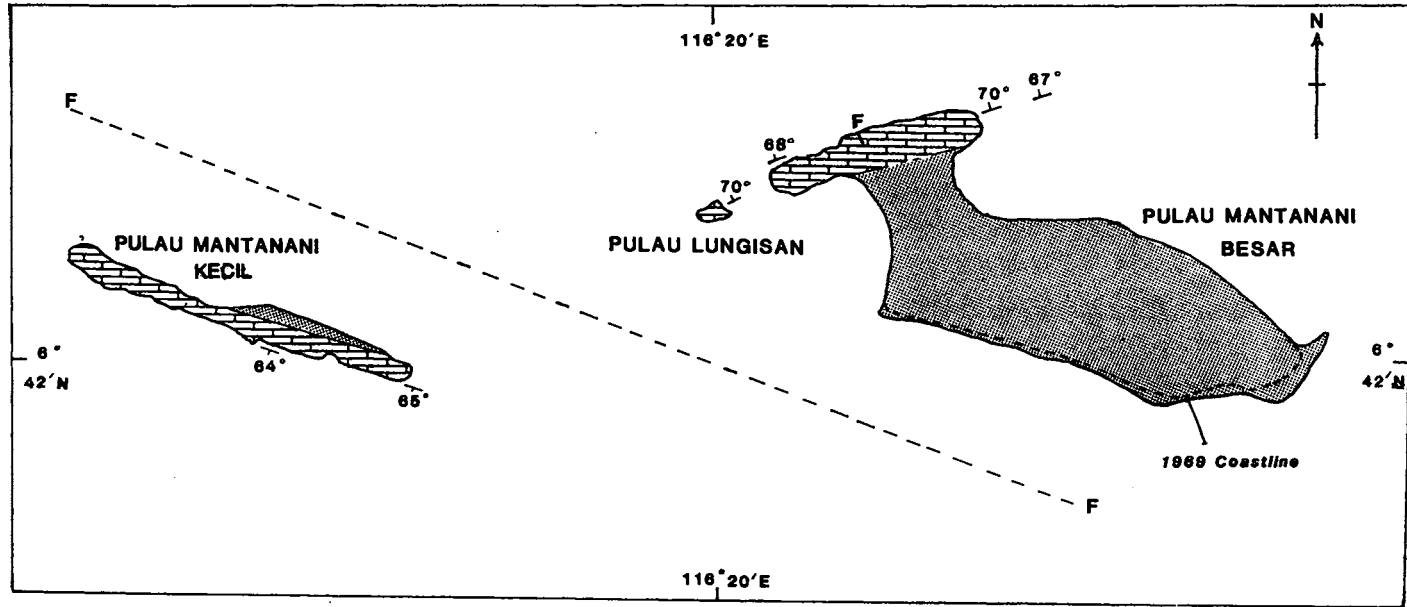 116° 20′E
N
67°
70°
F
F
68°
70°
PULAU MANTANANI
KECIL
PULAU LUNGISAN
PULAU MANTANANI
BESAR
64°
6°
42′N
6°
42′N
65°
1969 Coastline
F
116° 20′E